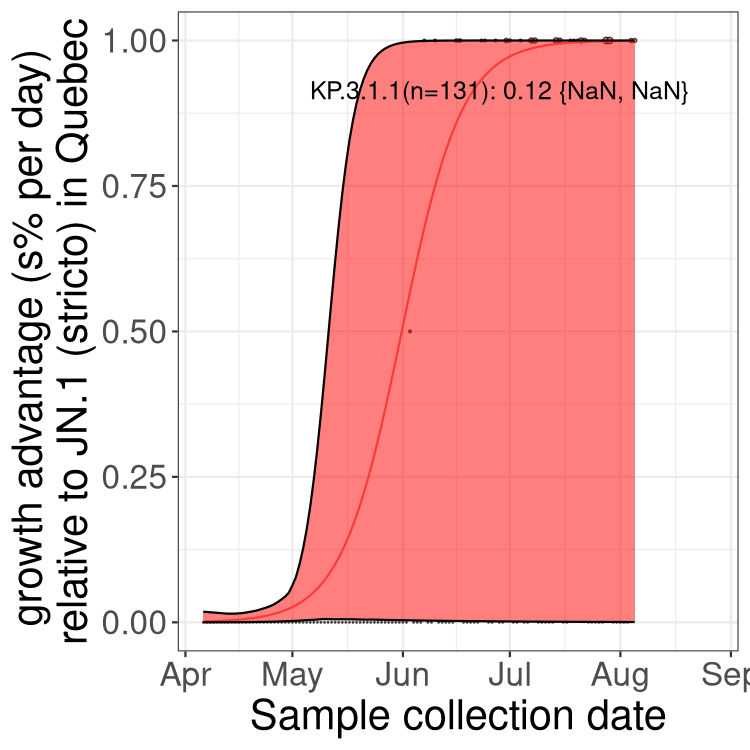 growth advantage (s% per day)
relative to JN.1 (stricto) in Quebec
1.00
0.75
0.50
0.25
0.00
KP.3.1.1(n=131): 0.12 {NaN, NaN}
Apr May Jun Jul Aug Sep
Sample collection date